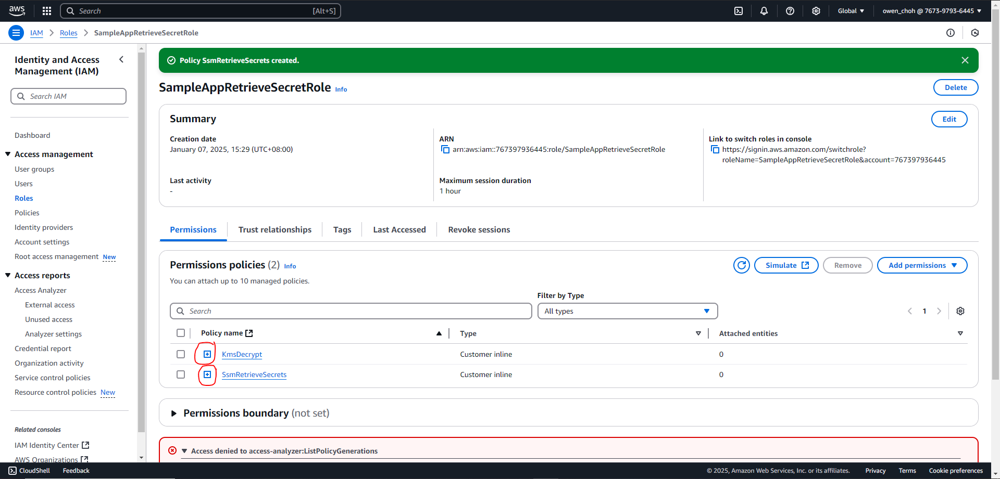 aws
Search [Alt+S]
Global
owen_choh @ 7673-9793-6445
IAM
Roles
SampleAppRetrieveSecretRole
Identity and Access
Management (IAM)
Search IAM
Dashboard
Access management
User groups
Users
Roles
Policies
Identity providers
Account settings
Root access management New
Access reports
Access Analyzer
External access
Unused access
Analyzer settings
Credential report
Organization activity
Service control policies
Resource control policies New
Related consoles
IAM Identity Center
AWS Organizations
Policy SsmRetrieveSecrets created.
SampleAppRetrieveSecretRole Info
Delete
Summary
Edit
Creation date
January 07, 2025, 15:29 (UTC+08:00)
ARN
arn:aws:iam::767397936445:role/SampleAppRetrieveSecretRole
Link to switch roles in console
https://signin.aws.amazon.com/switchrole?
roleName=SampleAppRetrieveSecretRole&account=767397936445
Last activity
-
Maximum session duration
1 hour
Permissions
Trust relationships
Tags
Last Accessed
Revoke sessions
Permissions policies (2) Info
Simulate
Remove
Add permissions
You can attach up to 10 managed policies.
Filter by Type
Search
All types
1
Policy name
Type
Attached entities
KmsDecrypt
Customer inline
0
SsmRetrieveSecrets
Customer inline
0
Permissions boundary (not set)
Access denied to access-analyzer:ListPolicyGenerations
CloudShell
Feedback
© 2025, Amazon Web Services, Inc. or its affiliates.
Privacy
Terms
Cookie preferences